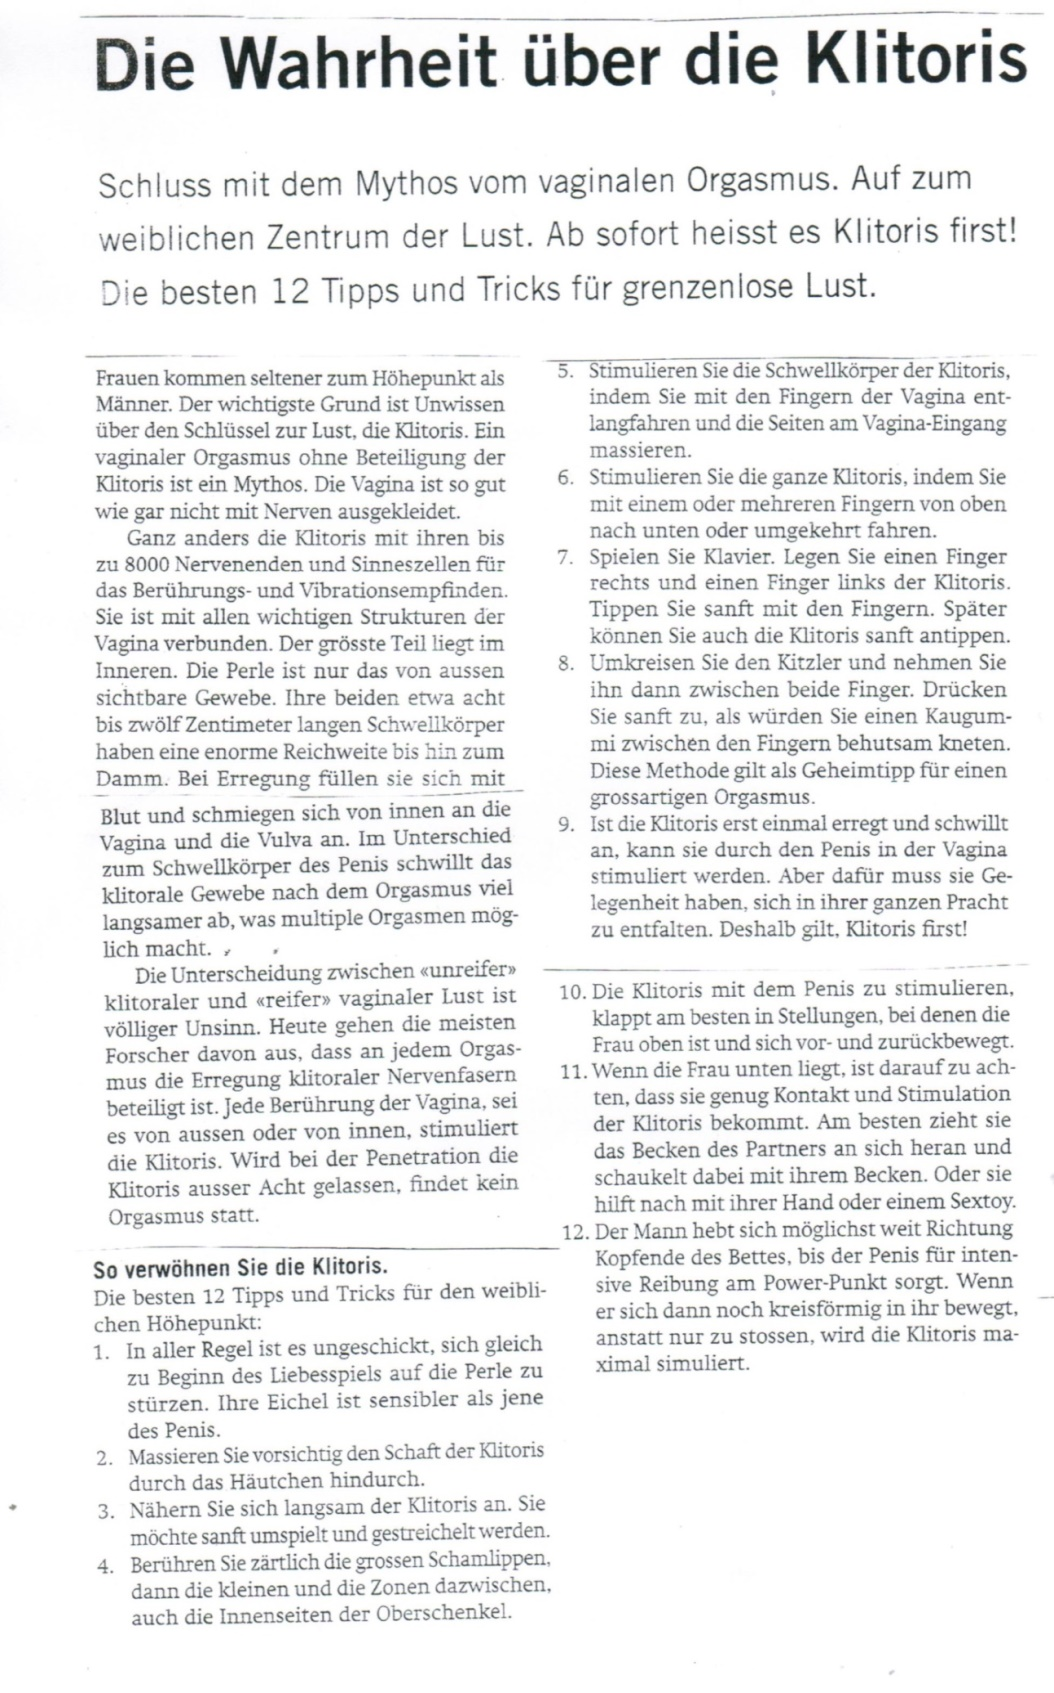 Die Wahrheit über die Klitoris
Schluss mit dem Mythos vom vaginalen Orgasmus. Auf zum
weiblichen Zentrum der Lust. Ab sofort heisst es Klitoris first!
Die besten 12 Tipps und Tricks für grenzenlose Lust.
Frauen kommen seltener zum Höhepunkt als
Männer. Der wichtigste Grund ist Unwissen
über den Schlüssel zur Lust, die Klitoris. Ein
vaginaler Orgasmus ohne Beteiligung der
Klitoris ist ein Mythos. Die Vagina ist so gut
wie gar nicht mit Nerven ausgekleidet.
Ganz anders die Klitoris mit ihren bis
zu 8000 Nervenenden und Sinneszellen für
das Berührungs- und Vibrationsempfinden.
Sie ist mit allen wichtigen Strukturen der
Vagina verbunden. Der grösste Teil liegt im
Inneren. Die Perle ist nur das von aussen
sichtbare Gewebe. Ihre beiden etwa acht
bis zwölf Zentimeter langen Schwellkörper
haben eine enorme Reichweite bis hin zum
Damm. Bei Erregung füllen sie sich mit
Blut und schmiegen sich von innen an die
Vagina und die Vulva an. Im Unterschied
zum Schwellkörper des Penis schwillt das
klitorale Gewebe nach dem Orgasmus viel
langsamer ab, was multiple Orgasmen mög-
lich macht.
Die Unterscheidung zwischen «unreifer»
klitoraler und «reifer» vaginaler Lust ist
völliger Unsinn. Heute gehen die meisten
Forscher davon aus, dass an jedem Orgas-
mus die Erregung klitoraler Nervenfasern
beteiligt ist. Jede Berührung der Vagina, sei
es von aussen oder von innen, stimuliert
die Klitoris. Wird bei der Penetration die
Klitoris ausser Acht gelassen, findet kein
Orgasmus statt.
So verwöhnen Sie die Klitoris.
Die besten 12 Tipps und Tricks für den weibli-
chen Höhepunkt:
1. In aller Regel ist es ungeschickt, sich gleich
zu Beginn des Liebesspiels auf die Perle zu
stürzen. Ihre Eichel ist sensibler als jene
des Penis.
2. Massieren Sie vorsichtig den Schaft der Klitoris
durch das Häutchen hindurch.
3. Nähern Sie sich langsam der Klitoris an. Sie
möchte sanft umspielt und gestreichelt werden.
4. Berühren Sie zärtlich die grossen Schamlippen,
dann die kleinen und die Zonen dazwischen,
auch die Innenseiten der Oberschenkel.
5. Stimulieren Sie die Schwellkörper der Klitoris,
indem Sie mit den Fingern der Vagina ent-
langfahren und die Seiten am Vagina-Eingang
massieren.
6. Stimulieren Sie die ganze Klitoris, indem Sie
mit einem oder mehreren Fingern von oben
nach unten oder umgekehrt fahren.
7. Spielen Sie Klavier. Legen Sie einen Finger
rechts und einen Finger links der Klitoris.
Tippen Sie sanft mit den Fingern. Später
können Sie auch die Klitoris sanft antippen.
8. Umkreisen Sie den Kitzler und nehmen Sie
ihn dann zwischen beide Finger. Drücken
Sie sanft zu, als würden Sie einen Kaugum-
mi zwischen den Fingern behutsam kneten.
Diese Methode gilt als Geheimtipp für einen
grossartigen Orgasmus.
9. Ist die Klitoris erst einmal erregt und schwillt
an, kann sie durch den Penis in der Vagina
stimuliert werden. Aber dafür muss sie Ge-
legenheit haben, sich in ihrer ganzen Pracht
zu entfalten. Deshalb gilt, Klitoris first!
10. Die Klitoris mit dem Penis zu stimulieren,
klappt am besten in Stellungen, bei denen die
Frau oben ist und sich vor- und zurückbewegt.
11. Wenn die Frau unten liegt, ist darauf zu ach-
ten, dass sie genug Kontakt und Stimulation
der Klitoris bekommt. Am besten zieht sie
das Becken des Partners an sich heran und
schaukelt dabei mit ihrem Becken. Oder sie
hilft nach mit ihrer Hand oder einem Sextoy.
12. Der Mann hebt sich möglichst weit Richtung
Kopfende des Bettes, bis der Penis für inten-
sive Reibung am Power-Punkt sorgt. Wenn
er sich dann noch kreisförmig in ihr bewegt,
anstatt nur zu stossen, wird die Klitoris ma-
ximal simuliert.